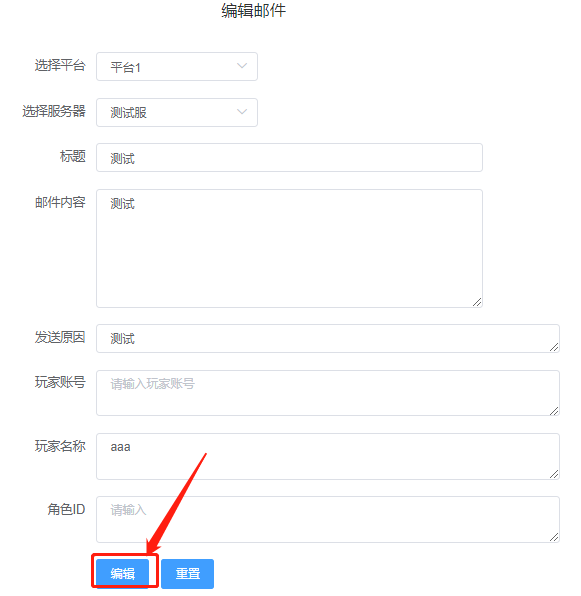 编辑邮件
选择平台 平台1
选择服务器 测试服
标题 测试
邮件内容 测试
发送原因 测试
玩家账号 请输入玩家账号
玩家名称 aaa
角色ID 请输入
编辑 重置